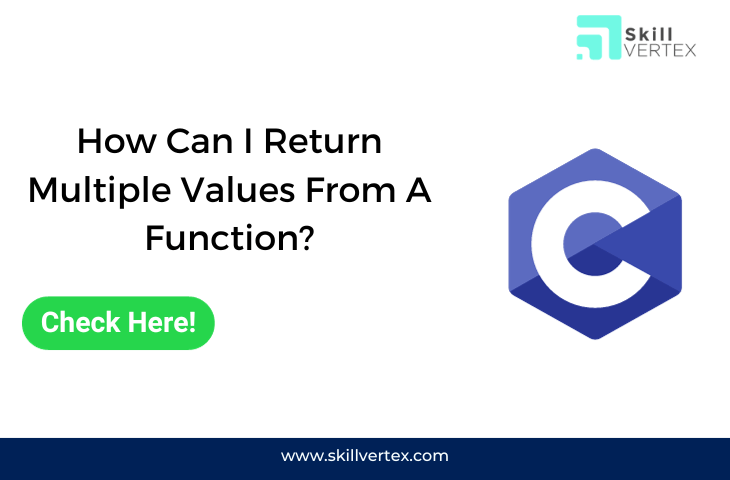 Skill
VERTEX
How Can I Return
Multiple Values From A
Function?
Check Here!
www.skillvertex.com